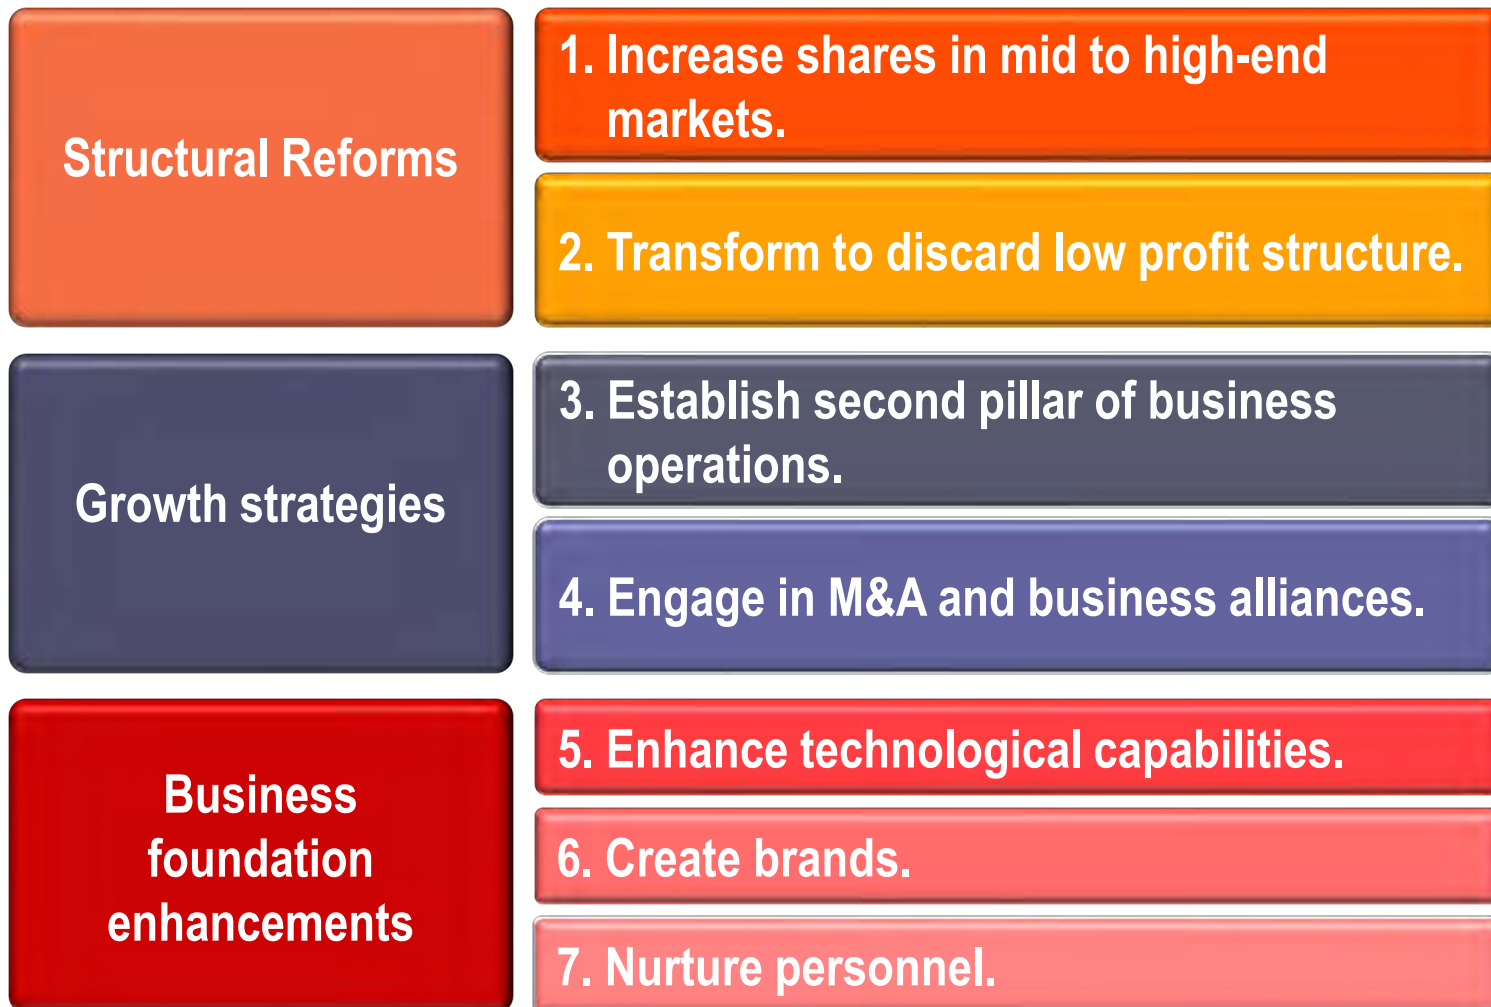 Structural Reforms
1. Increase shares in mid to high-end
markets.
2. Transform to discard low profit structure.
Growth strategies
3. Establish second pillar of business
operations.
4. Engage in M&A and business alliances.
Business
foundation
enhancements
5. Enhance technological capabilities.
6. Create brands.
7. Nurture personnel.